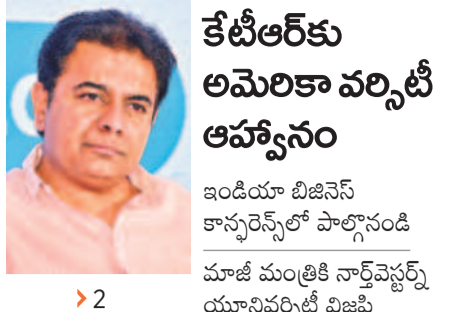 కేటీఆర్‌కు
అమెరికా వర్సిటీ
ఆహ్వానం
ఇండియా బిజినెస్
కాన్ఫరెన్స్‌లో పాల్గొనండి
మాజీ మంత్రికి నార్త్‌వెస్టర్న్
యూనివర్సిటీ విజ్ఞప్తి
> 2